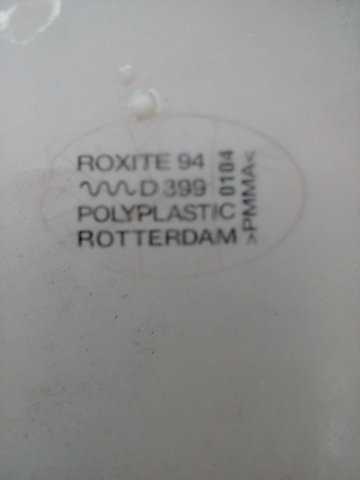 ROXITE 94
D 399
POLYPLASTIC
ROTTERDAM
0104
>PMMA<